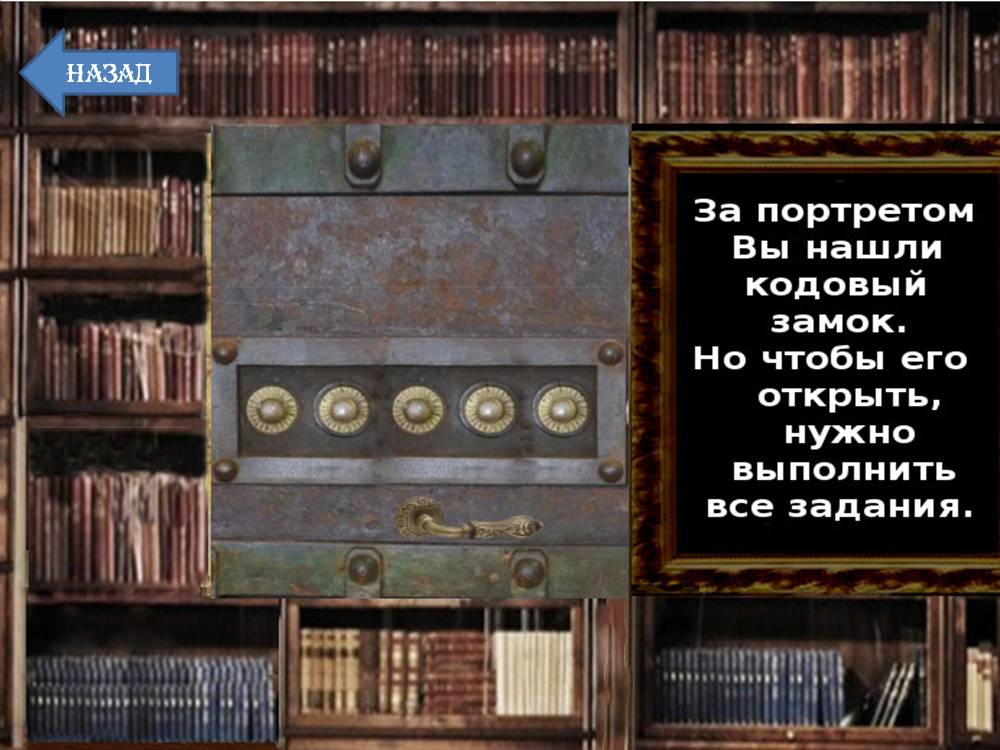 НАЗАД
За портретом
Вы нашли
кодовый
замок.
Но чтобы его
открыть,
нужно
выполнить
все задания.